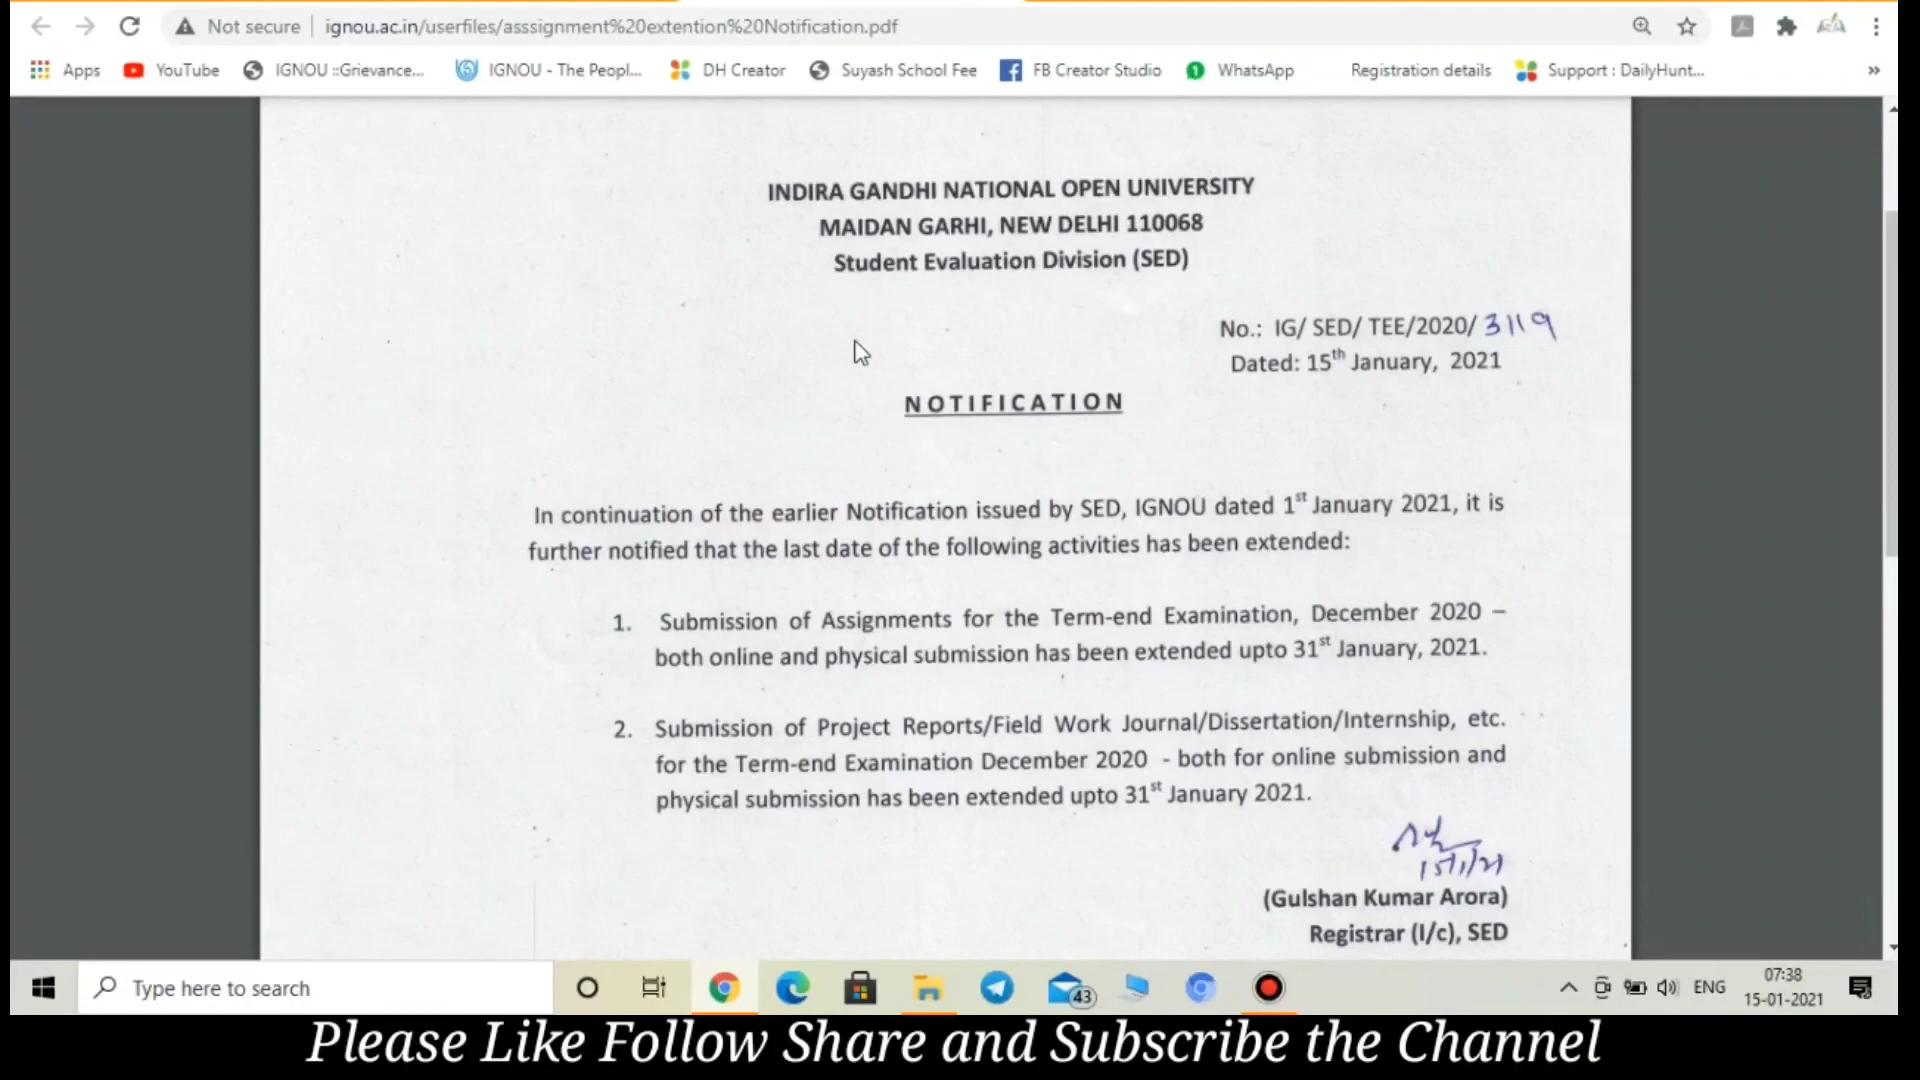 Not secure | ignou.ac.in/userfiles/asssignment%20extention%20Notification.pdf
Apps YouTube IGNOU ::Grievance... IGNOU - The Peopl... DH Creator Suyash School Fee FB Creator Studio WhatsApp Registration details Support : DailyHunt... »
INDIRA GANDHI NATIONAL OPEN UNIVERSITY
MAIDAN GARHI, NEW DELHI 110068
Student Evaluation Division (SED)
No.: IG/ SED/ TEE/2020/ 3119
Dated: 15th January, 2021
NOTIFICATION
In continuation of the earlier Notification issued by SED, IGNOU dated 1st January 2021, it is
further notified that the last date of the following activities has been extended:
1. Submission of Assignments for the Term-end Examination, December 2020 –
both online and physical submission has been extended upto 31st January, 2021.
2. Submission of Project Reports/Field Work Journal/Dissertation/Internship, etc.
for the Term-end Examination December 2020 - both for online submission and
physical submission has been extended upto 31st January 2021.
15/1/21
(Gulshan Kumar Arora)
Registrar (I/c), SED
Type here to search
43
ENG
07:38
15-01-2021
Please Like Follow Share and Subscribe the Channel